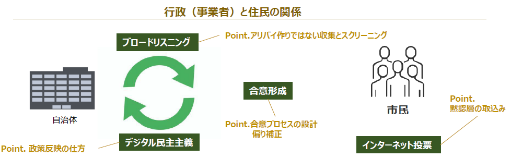 行政（事業者）と住民の関係
ブロードリスニング
Point.アリバイ作りではない収集とスクリーニング
自治体
合意形成
市民
Point.
黙認層の取込み
Point.合意プロセスの設計
偏り補正
デジタル民主主義
インターネット投票
Point. 政策反映の仕方